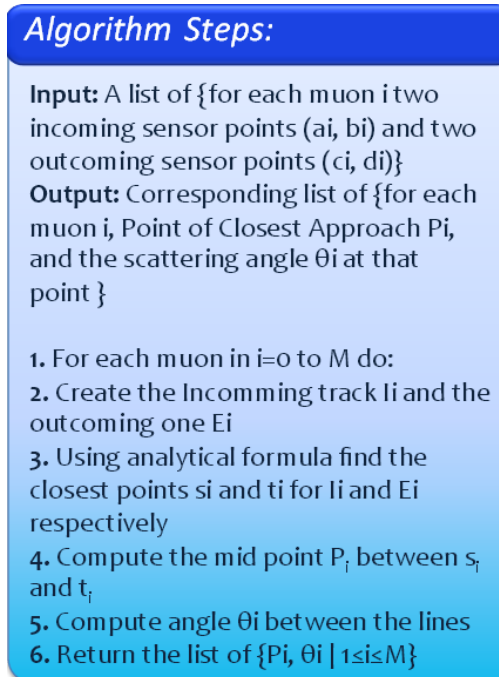 Algorithm Steps:
Input: A list of {for each muon i two
incoming sensor points (ai, bi) and two
outcoming sensor points (ci, di)}
Output: Corresponding list of {for each
muon i, Point of Closest Approach Pi,
and the scattering angle θi at that
point }
1. For each muon in i=0 to M do:
2. Create the Incomming track Ii and the
outcoming one Ei
3. Using analytical formula find the
closest points si and ti for Ii and Ei
respectively
4. Compute the mid point Pi between si
and ti
5. Compute angle θi between the lines
6. Return the list of {Pi, θi | 1≤i≤M}